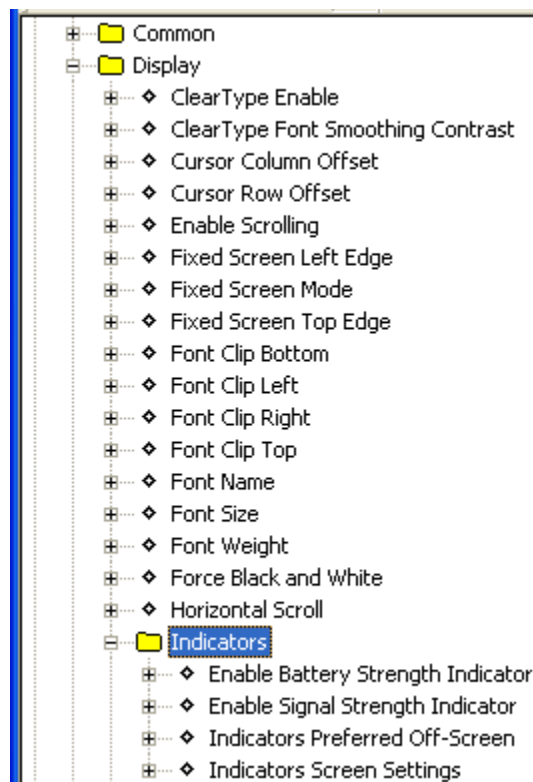 Common
Display
ClearType Enable
ClearType Font Smoothing Contrast
Cursor Column Offset
Cursor Row Offset
Enable Scrolling
Fixed Screen Left Edge
Fixed Screen Mode
Fixed Screen Top Edge
Font Clip Bottom
Font Clip Left
Font Clip Right
Font Clip Top
Font Name
Font Size
Font Weight
Force Black and White
Horizontal Scroll
Indicators
Enable Battery Strength Indicator
Enable Signal Strength Indicator
Indicators Preferred Off-Screen
Indicators Screen Settings